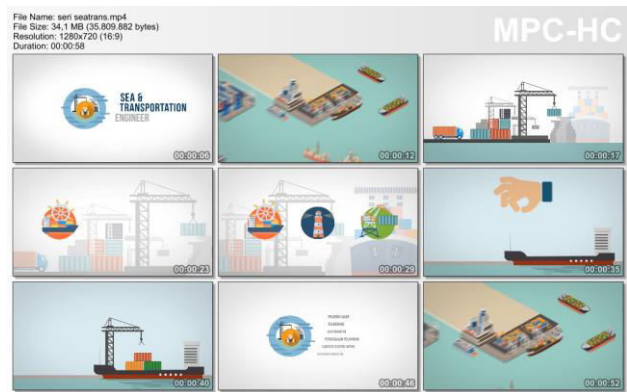 File Name: seri seatrans.mp4
File Size: 34,1 MB (35.809.882 bytes)
Resolution: 1280x720 (16:9)
Duration: 00:00:58
MPC-HC
SEA &
TRANSPORTATION
ENGINEER
00:00:06
00:00:12
00:00:17
00:00:23
00:00:29
00:00:35
00:00:40
00:00:46
00:00:52